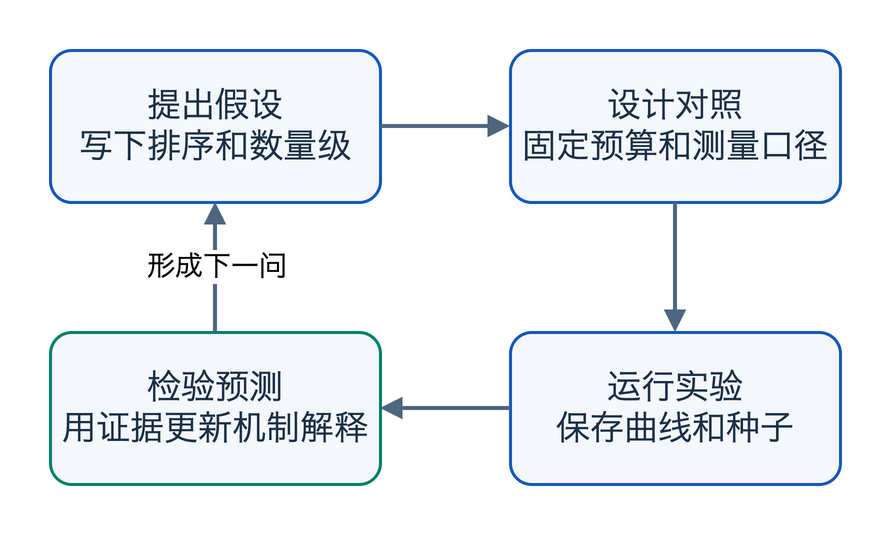 提出假设
写下排序和数量级
设计对照
固定预算和测量口径
形成下一问
检验预测
用证据更新机制解释
运行实验
保存曲线和种子